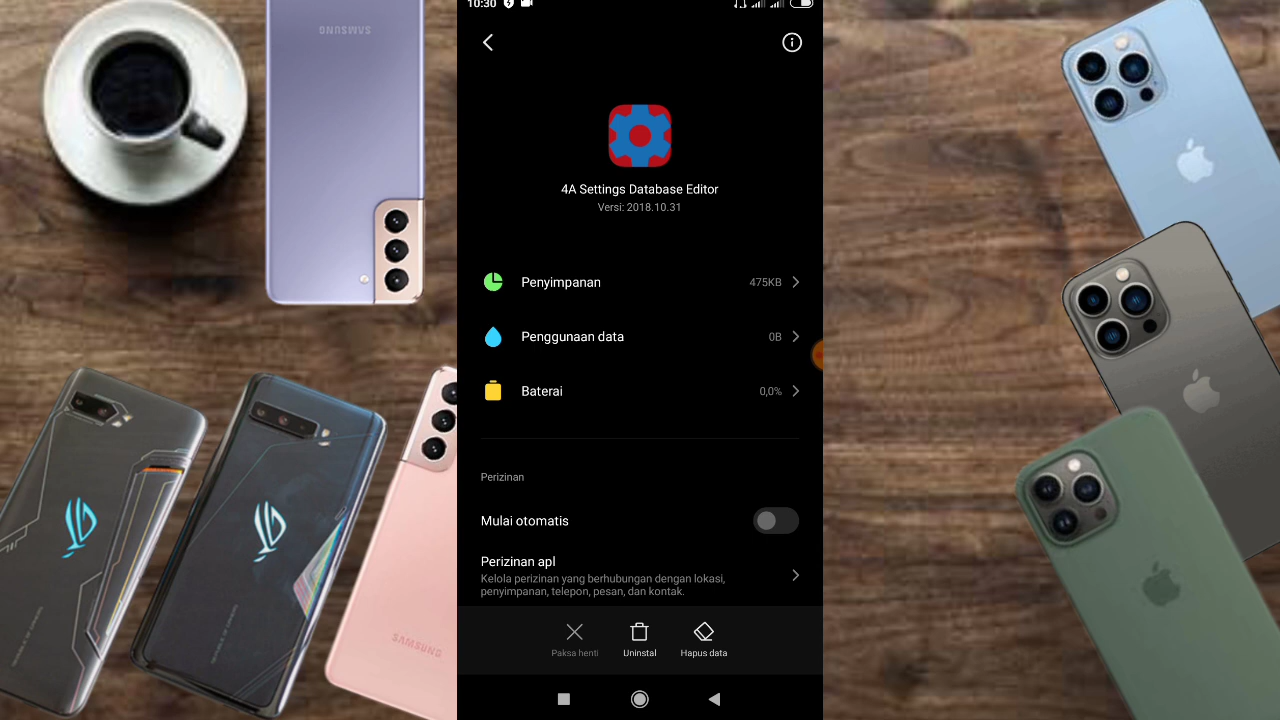 SAMSUNG
10:30
4A Settings Database Editor
Versi: 2018.10.31
Penyimpanan 475KB
Penggunaan data 0B
Baterai 0,0%
Perizinan
Mulai otomatis
Perizinan apl
Kelola perizinan yang berhubungan dengan lokasi,
penyimpanan, telepon, pesan, dan kontak.
Paksa henti Uninstal Hapus data
SAMSUNG